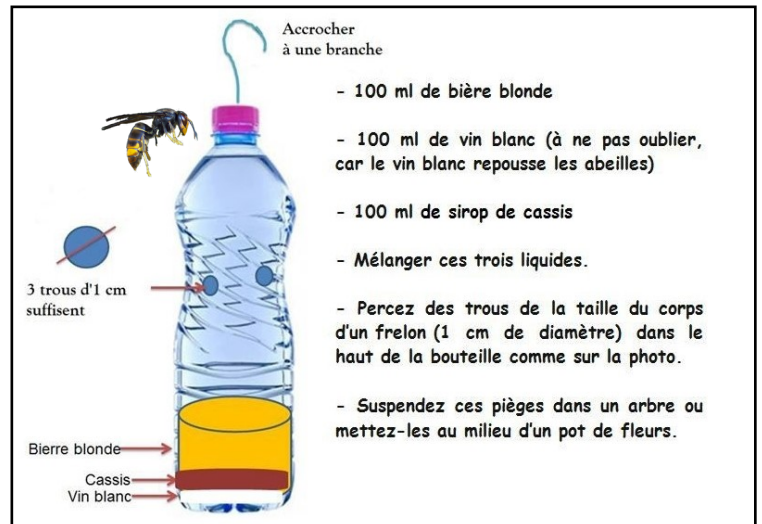 Accrocher
à une branche
- 100 ml de bière blonde
- 100 ml de vin blanc (à ne pas oublier,
car le vin blanc repousse les abeilles)
- 100 ml de sirop de cassis
- Mélanger ces trois liquides.
- Percez des trous de la taille du corps
d'un frelon (1 cm de diamètre) dans le
haut de la bouteille comme sur la photo.
- Suspendez ces pièges dans un arbre ou
mettez-les au milieu d'un pot de fleurs.
3 trous d'1 cm
suffisent
Bierre blonde
Cassis
Vin blanc